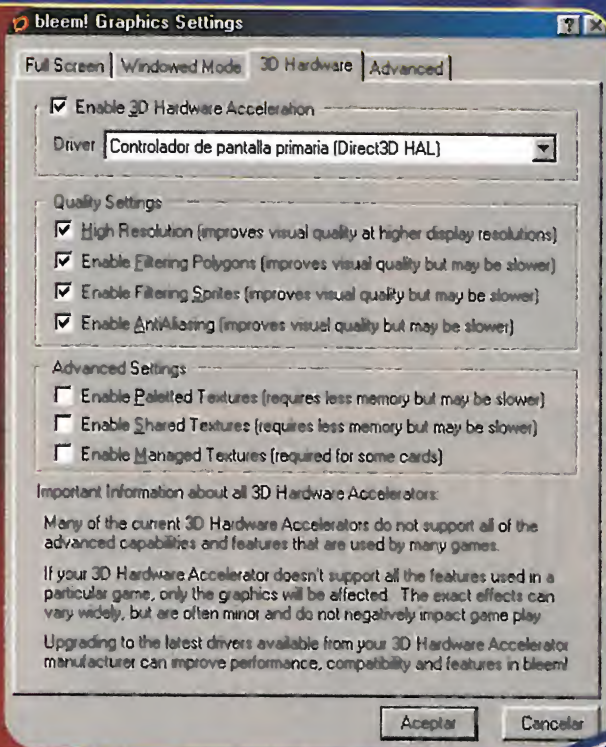 bleem! Graphics Settings
Full Screen
Windowed Mode
3D Hardware
Advanced
Enable 3D Hardware Acceleration
Driver
Controlador de pantalla primaria (Direct3D HAL)
Quality Settings
High Resolution (improves visual quality at higher display resolutions)
Enable Filtering Polygons (improves visual quality but may be slower)
Enable Filtering Sprites (improves visual quality but may be slower)
Enable AntiAliasing (improves visual quality but may be slower)
Advanced Settings
Enable Paletted Textures (requires less memory but may be slower)
Enable Shared Textures (requires less memory but may be slower)
Enable Managed Textures (required for some cards)
Important Information about all 3D Hardware Accelerators:
Many of the current 3D Hardware Accelerators do not support all of the
advanced capabilities and features that are used by many games.
If your 3D Hardware Accelerator doesn't support all the features used in a
particular game, only the graphics will be affected. The exact effects can
vary widely, but are often minor and do not negatively impact game play
Upgrading to the latest drivers available from your 3D Hardware Accelerator
manufacturer can improve performance, compatibility and features in bleem!
Aceptar
Cancelar